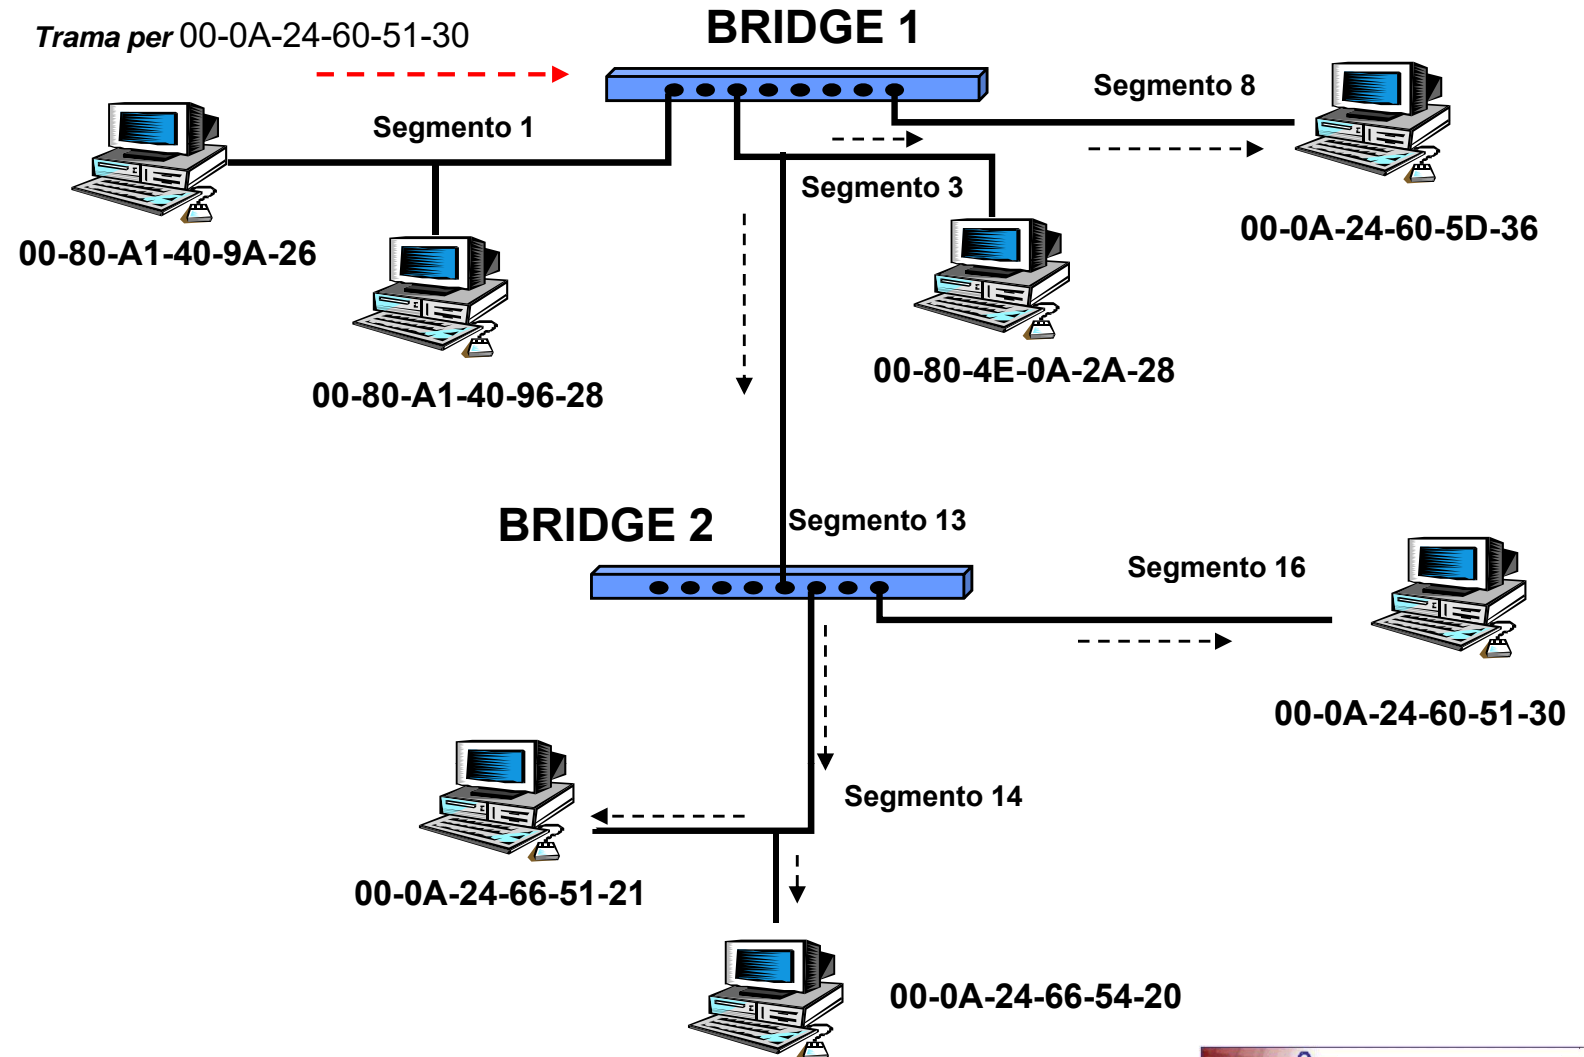 BRIDGE 1
Trama per 00-0A-24-60-51-30
Segmento 8
Segmento 1
Segmento 3
00-0A-24-60-5D-36
00-80-A1-40-9A-26
00-80-4E-0A-2A-28
00-80-A1-40-96-28
BRIDGE 2
Segmento 13
Segmento 16
00-0A-24-60-51-30
Segmento 14
00-0A-24-66-51-21
00-0A-24-66-54-20